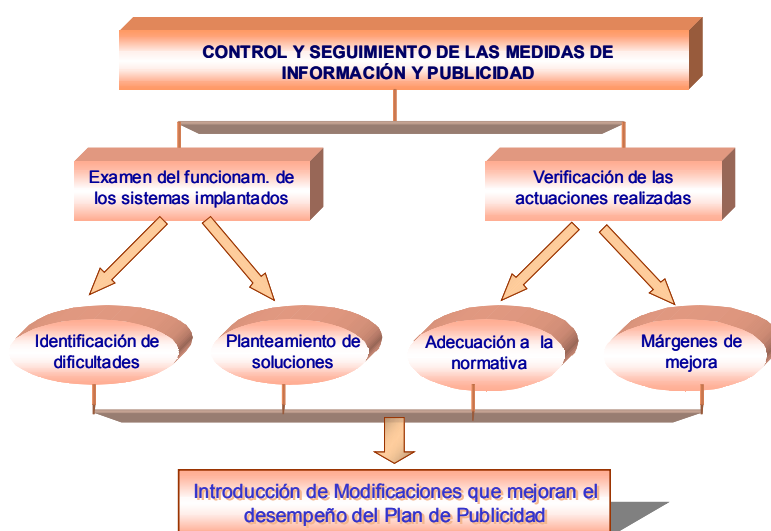 CONTROL Y SEGUIMIENTO DE LAS MEDIDAS DE
INFORMACIÓN Y PUBLICIDAD
Examen del funcionam. de
los sistemas implantados
Verificación de las
actuaciones realizadas
Identificación de
dificultades
Planteamiento de
soluciones
Adecuación a la
normativa
Márgenes de
mejora
Introducción de Modificaciones que mejoran el
desempeño del Plan de Publicidad